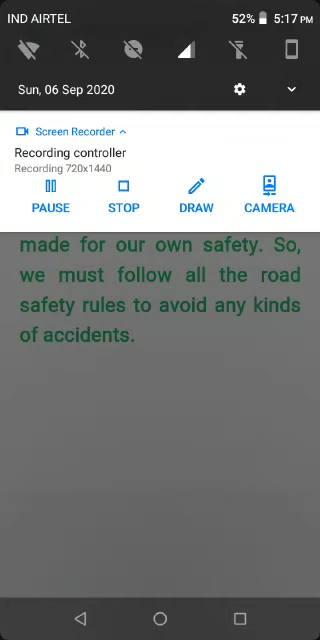 IND AIRTEL 52% 5:17 PM
Sun, 06 Sep 2020
Screen Recorder
Recording controller
Recording 720x1440
PAUSE STOP DRAW CAMERA
made for our own safety. So,
we must follow all the road
safety rules to avoid any kinds
of accidents.